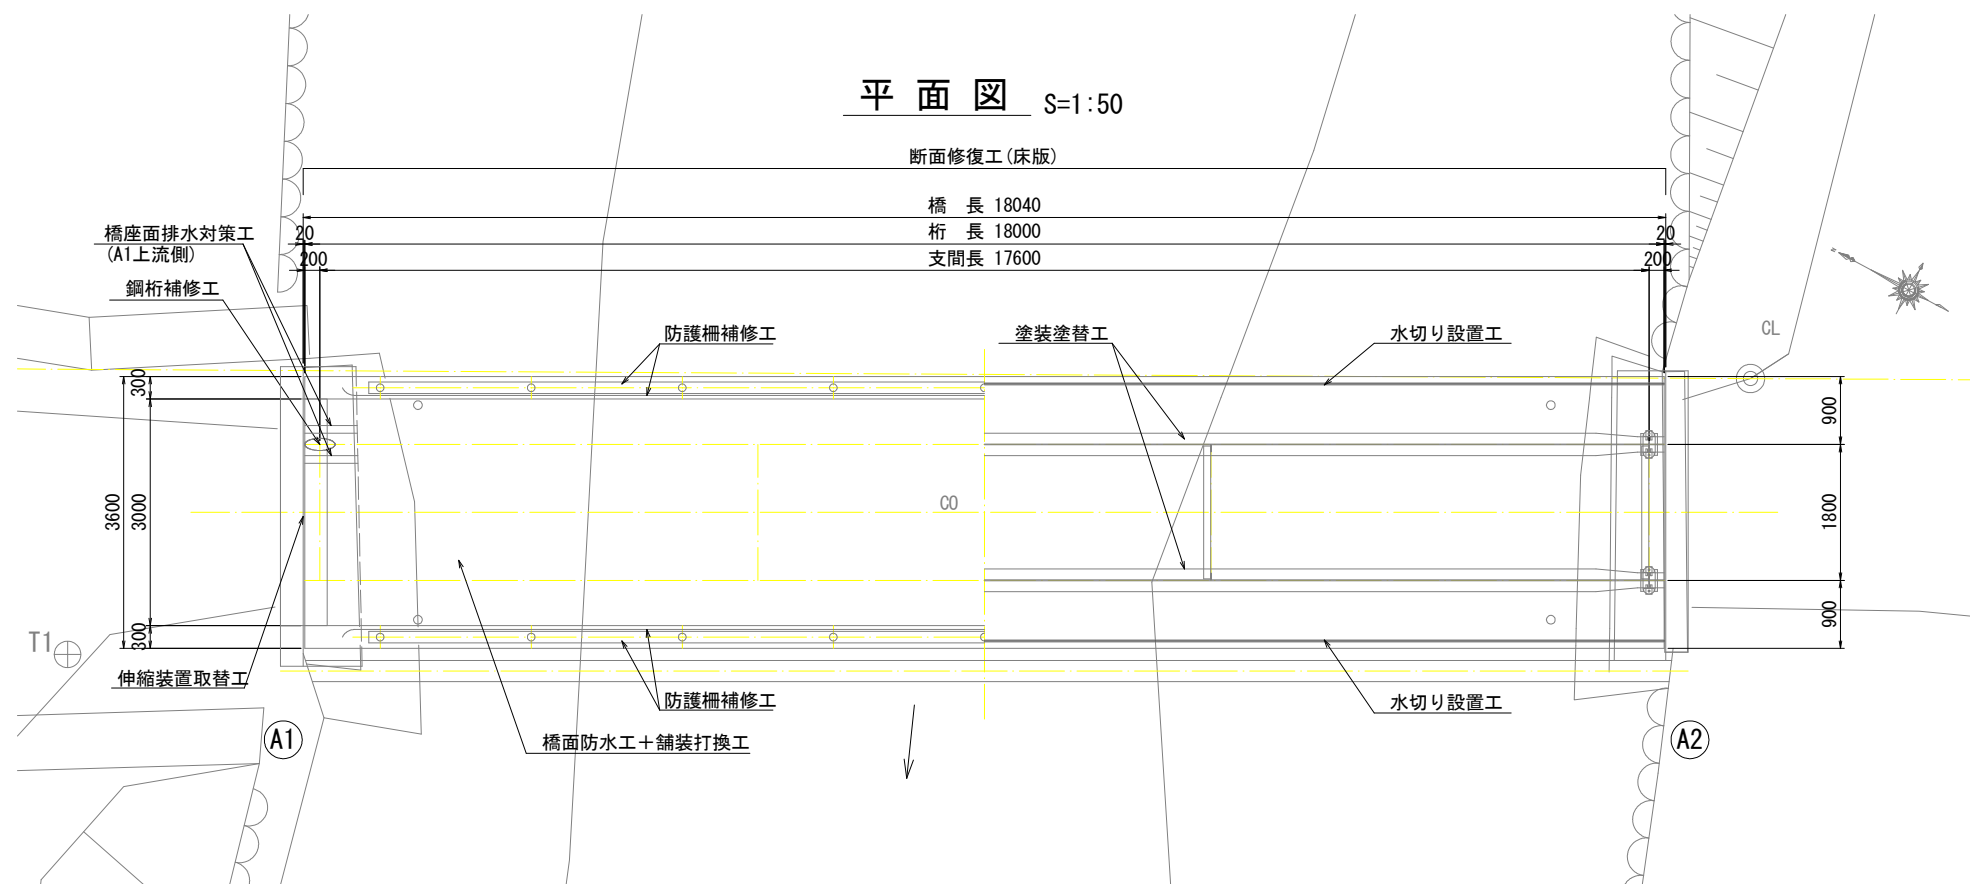 平面図 S=1:50
断面修復工(床版)
橋　長 18040
20 桁　長 18000 20
200 支間長 17600 200
橋座面排水対策工
(A1上流側)
鋼桁補修工
防護柵補修工
塗装塗替工
水切り設置工
CL
300
3600
3000
300
900
1800
900
CO
T1
伸縮装置取替工
防護柵補修工
水切り設置工
橋面防水工＋舗装打換工
A1
A2